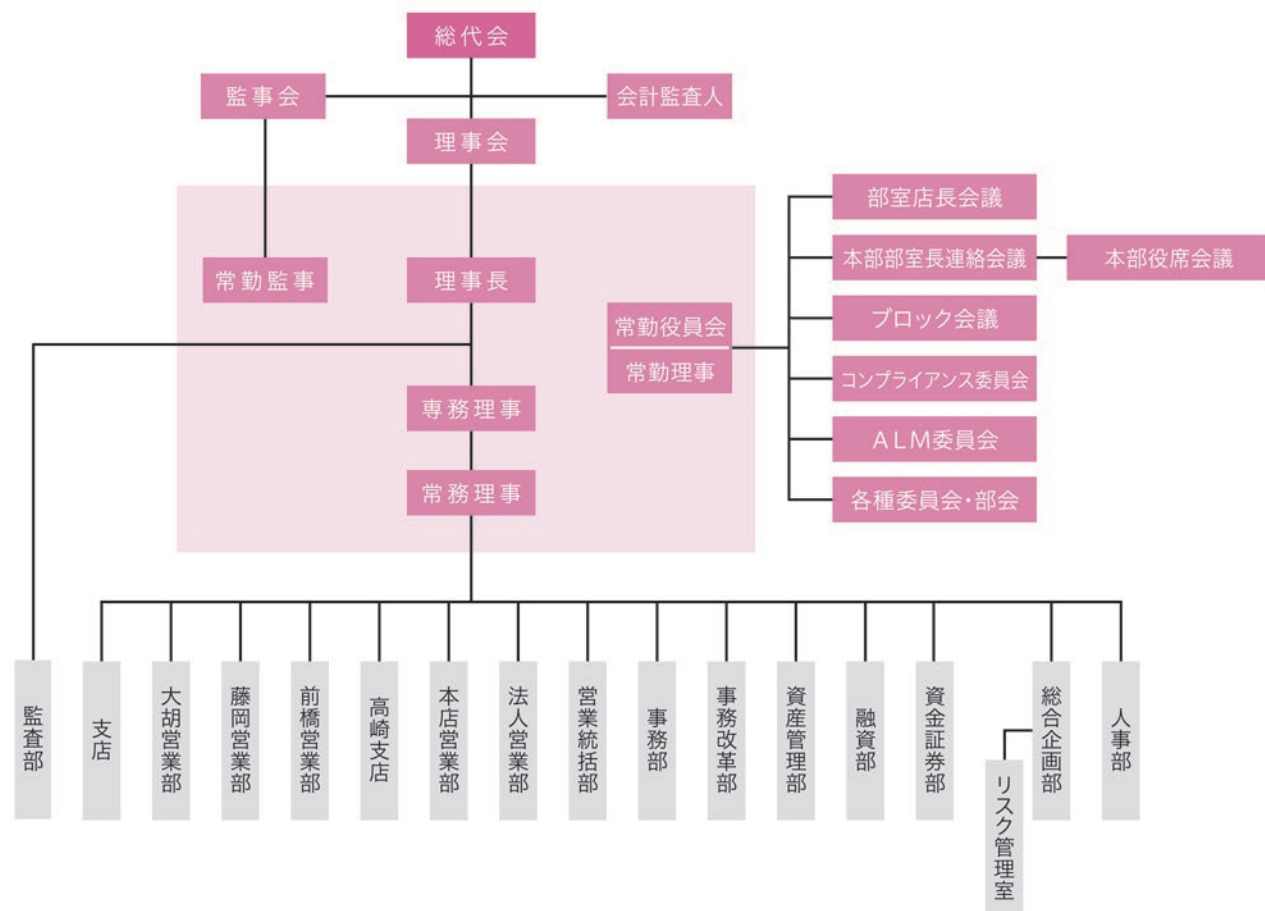 総代会
監事会
会計監査人
理事会
部室店長会議
本部部室長連絡会議
本部役席会議
常勤監事
理事長
ブロック会議
常勤役員会
常勤理事
コンプライアンス委員会
専務理事
ALM委員会
常務理事
各種委員会・部会
監査部
支店
大胡営業部
藤岡営業部
前橋営業部
高崎支店
本店営業部
法人営業部
営業統括部
事務部
事務改革部
資産管理部
融資部
資金証券部
リスク管理室
総合企画部
人事部